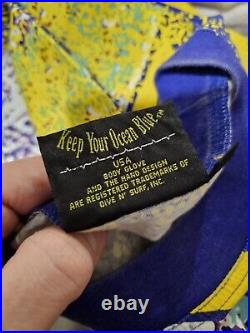 Keep Your Ocean Blue™
USA
BODY GLOVE
AND THE HAND DESIGN
ARE REGISTERED TRADEMARKS OF
DIVE N' SURF, INC.